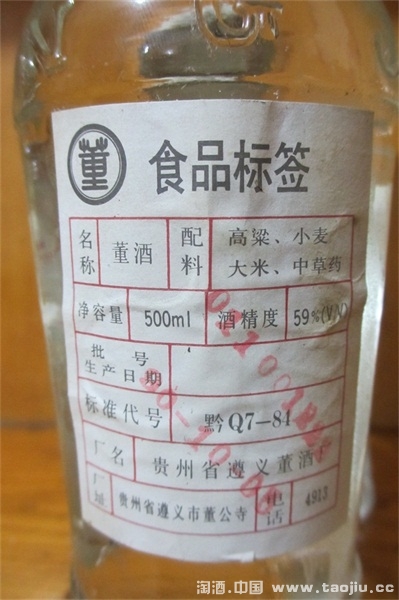 董
食品标签
名称
董酒
配料
高粱、小麦
大米、中草药
净容量
500ml
酒精度
59%(V/V)
批号
生产日期
标准代号
黔Q7-84
厂名
贵州省遵义董酒厂
厂址
贵州省遵义市董公寺
电话
4913
淘酒.中国 www.taojiu.cc